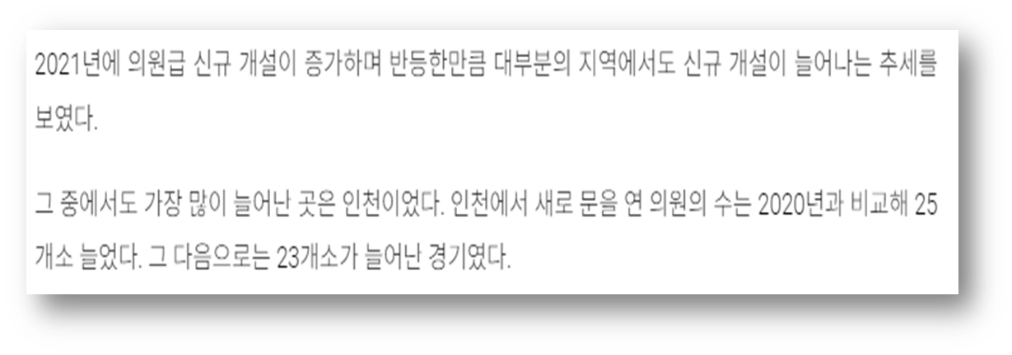 2021년에 의원급 신규 개설이 증가하며 반등한만큼 대부분의 지역에서도 신규 개설이 늘어나는 추세를
보였다.
그 중에서도 가장 많이 늘어난 곳은 인천이었다. 인천에서 새로 문을 연 의원의 수는 2020년과 비교해 25
개소 늘었다. 그 다음으로는 23개소가 늘어난 경기였다.